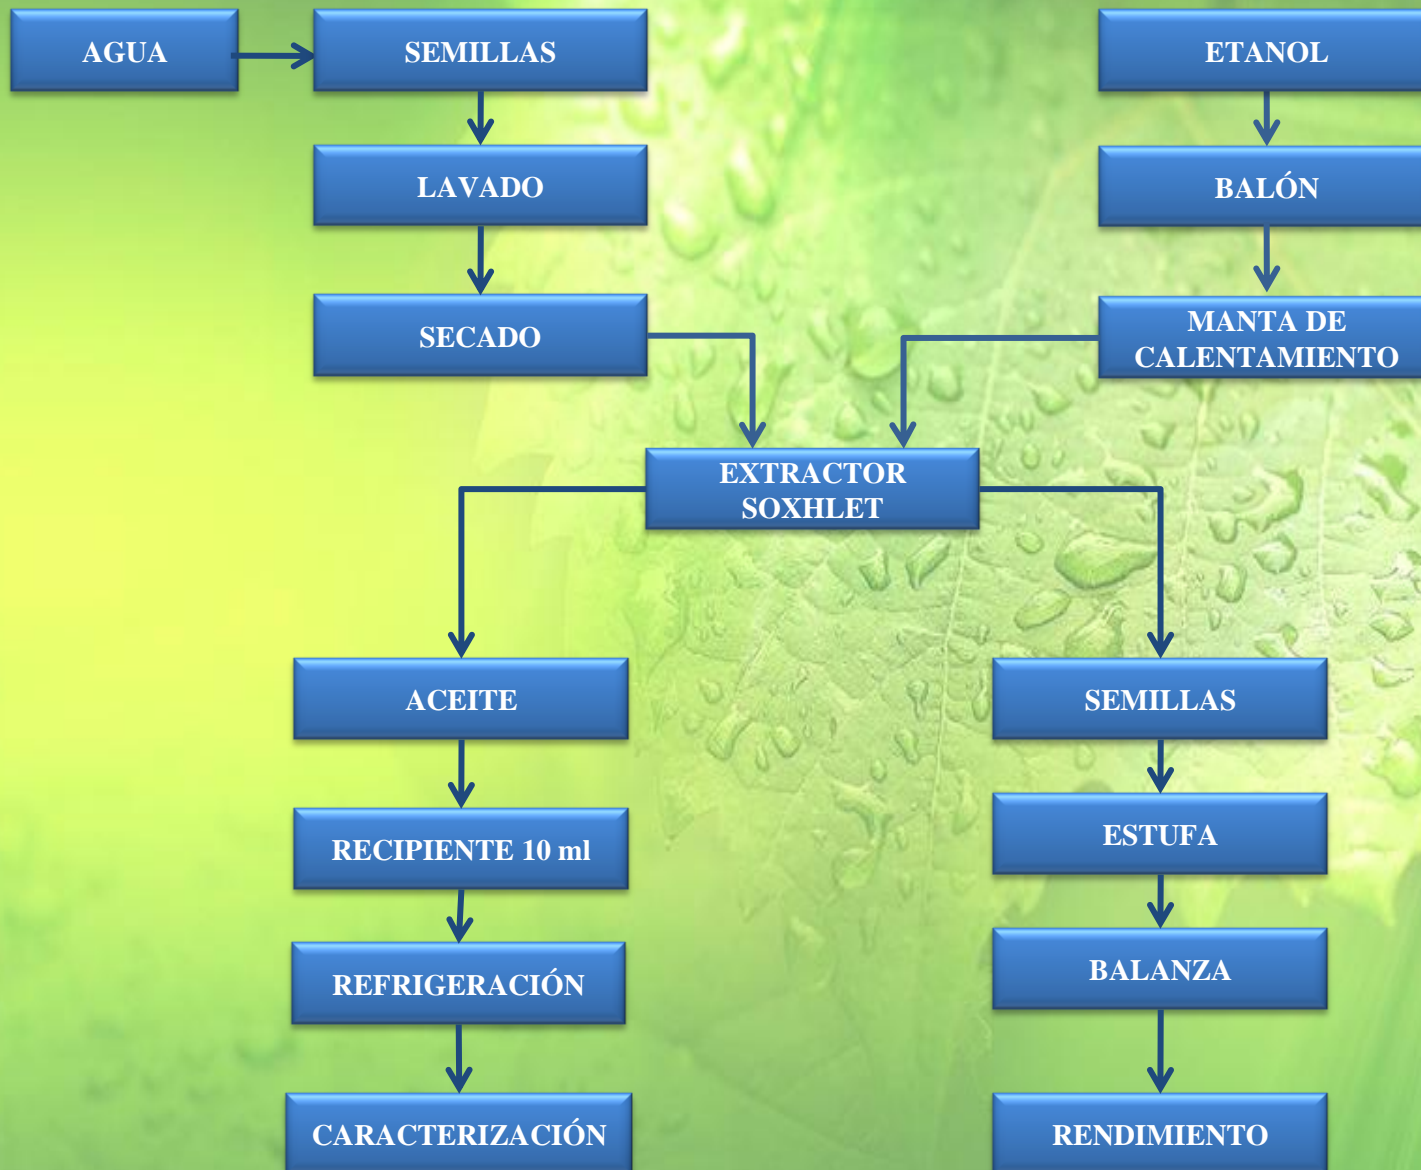 AGUA
SEMILLAS
ETANOL
LAVADO
BALÓN
SECADO
MANTA DE
CALENTAMIENTO
EXTRACTOR
SOXHLET
ACEITE
SEMILLAS
RECIPIENTE 10 ml
ESTUFA
REFRIGERACIÓN
BALANZA
CARACTERIZACIÓN
RENDIMIENTO